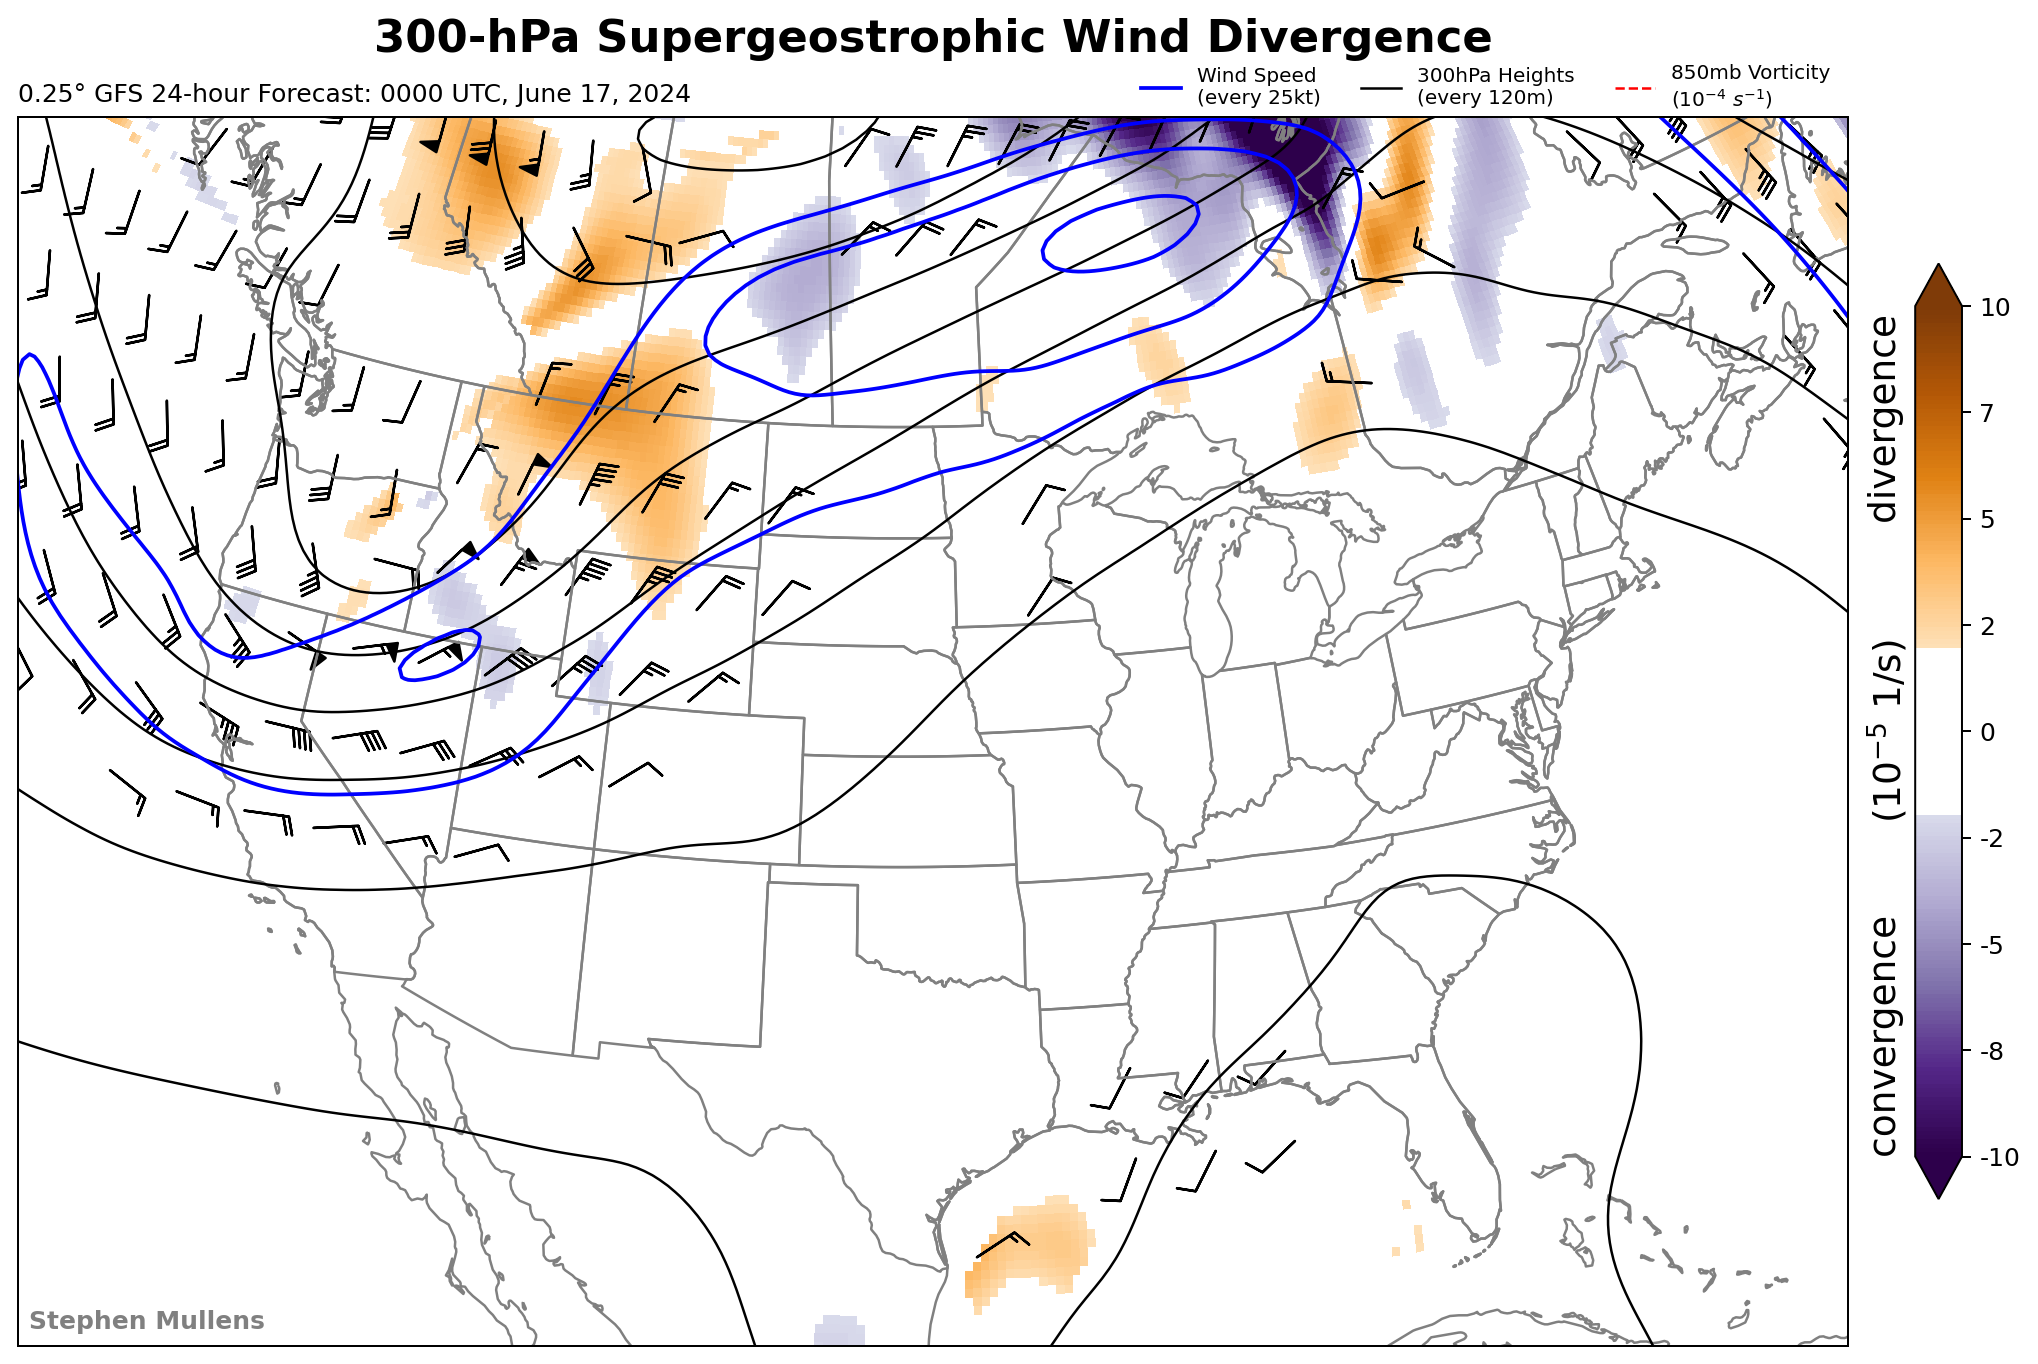 300-hPa Supergeostrophic Wind Divergence
0.25° GFS 24-hour Forecast: 0000 UTC, June 17, 2024
Wind Speed
(every 25kt)
300hPa Heights
(every 120m)
850mb Vorticity
(10⁻⁴ s⁻¹)
10
7
5
2
0
-2
-5
-8
-10
convergence (10⁻⁵ 1/s) divergence
Stephen Mullens